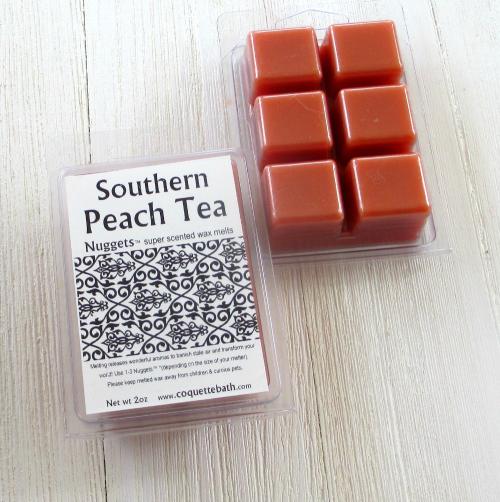 Southern
Peach Tea
Nuggets™ super scented wax melts
Melting releases wonderful aromas to banish stale air and transform your
world! Use 1-3 Nuggets™ (depending on the size of your melter)
Please keep melted wax away from children & curious pets.
Net wt 2oz www.coquettebath.com